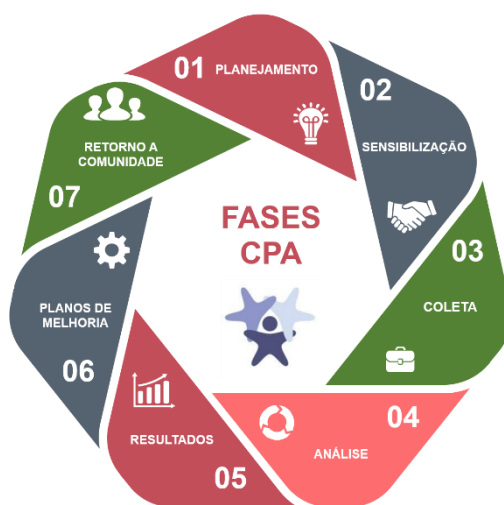 01 PLANEJAMENTO
02
SENSIBILIZAÇÃO
03
COLETA
04
ANÁLISE
RESULTADOS
05
PLANOS DE
MELHORIA
06
RETORNO A
COMUNIDADE
07
FASES
CPA